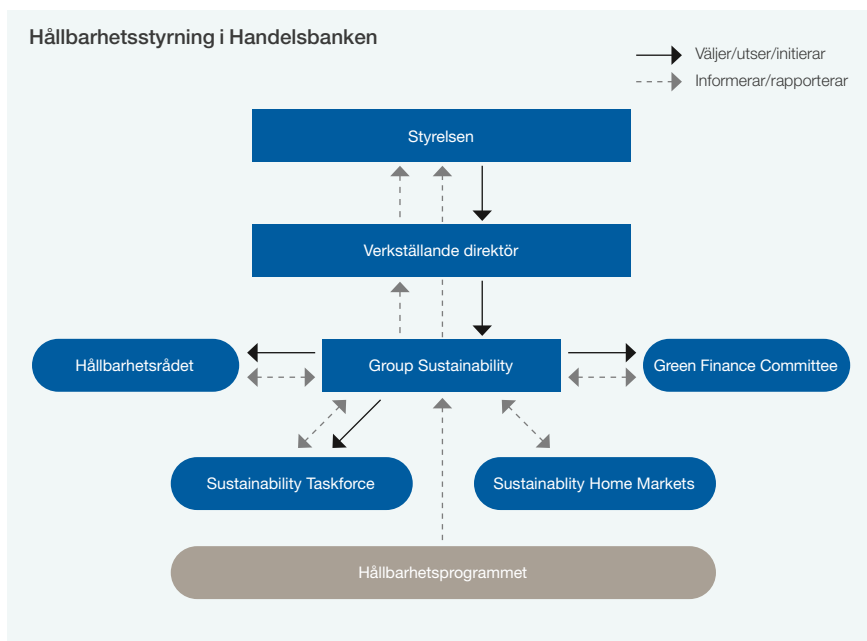 Hållbarhetsstyrning i Handelsbanken
Väljer/utser/initierar
Informerar/rapporterar
Styrelsen
Verkställande direktör
Hållbarhetsrådet
Group Sustainability
Green Finance Committee
Sustainability Taskforce
Sustainablity Home Markets
Hållbarhetsprogrammet